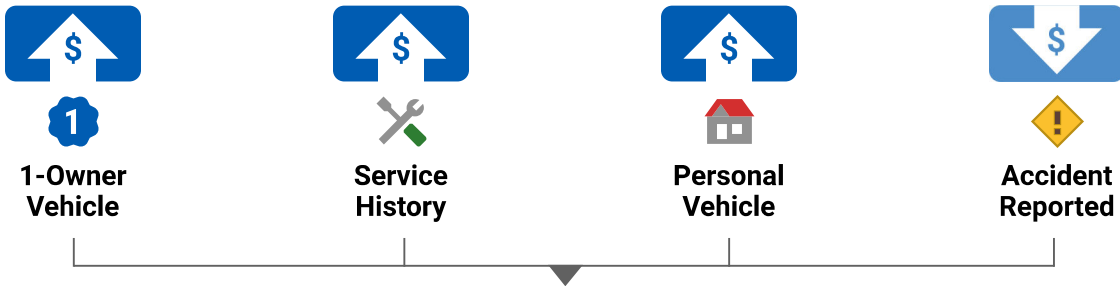 $ $ $ $
1 !
1-Owner Service Personal Accident
Vehicle History Vehicle Reported